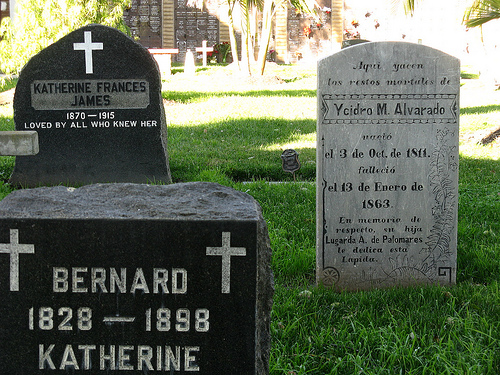 KATHERINE FRANCES
JAMES
1870 — 1915
LOVED BY ALL WHO KNEW HER
Aqui yacen
los restos mortales de
Ycidro M. Alvarado
nacio
el 3 de Oct. de 1811.
falleció
el 13 de Enero de
1863.
En memoria de
respecto, su hija
Lugarda A. de Palomares
le dedica esta
Lapida.
BERNARD
1828 — 1898
KATHERINE